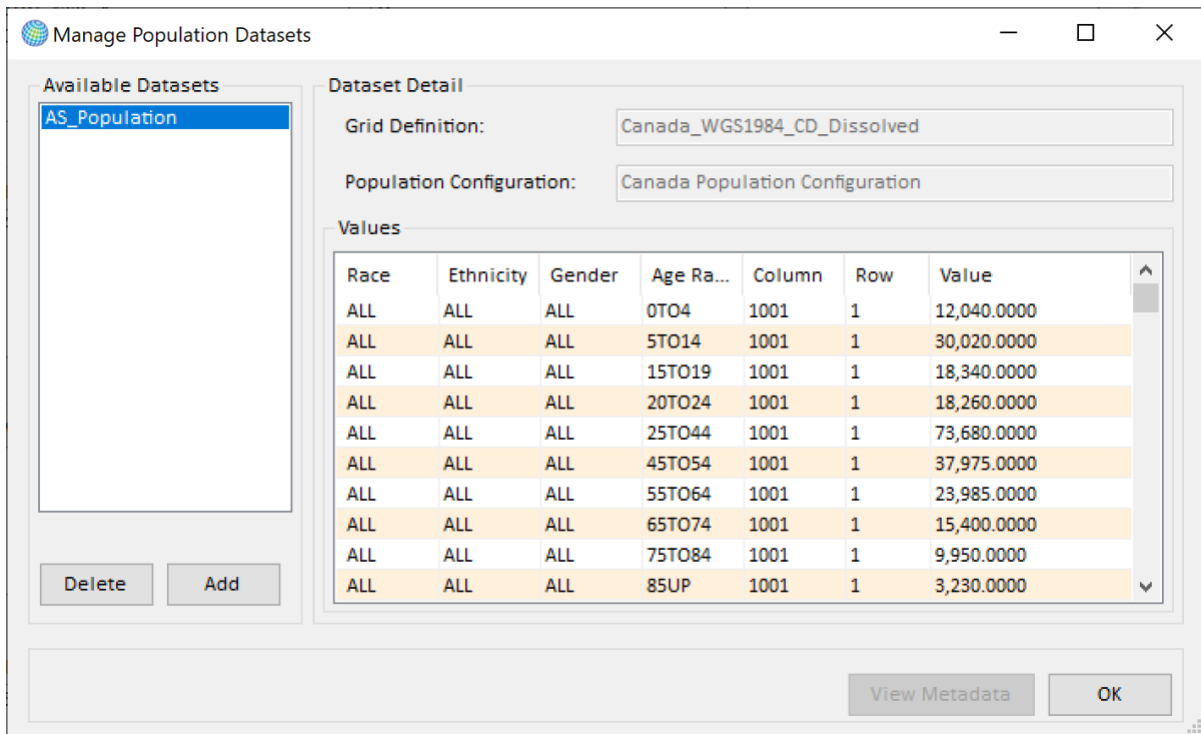 Manage Population Datasets
Available Datasets
AS_Population
Delete Add
Dataset Detail
Grid Definition: Canada_WGS1984_CD_Dissolved
Population Configuration: Canada Population Configuration
Values
Race Ethnicity Gender Age Ra... Column Row Value
ALL ALL ALL 0TO4 1001 1 12,040.0000
ALL ALL ALL 5TO14 1001 1 30,020.0000
ALL ALL ALL 15TO19 1001 1 18,340.0000
ALL ALL ALL 20TO24 1001 1 18,260.0000
ALL ALL ALL 25TO44 1001 1 73,680.0000
ALL ALL ALL 45TO54 1001 1 37,975.0000
ALL ALL ALL 55TO64 1001 1 23,985.0000
ALL ALL ALL 65TO74 1001 1 15,400.0000
ALL ALL ALL 75TO84 1001 1 9,950.0000
ALL ALL ALL 85UP 1001 1 3,230.0000
View Metadata OK